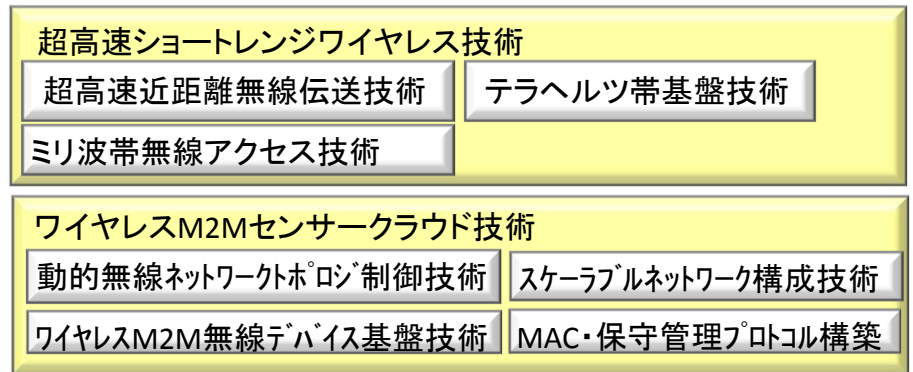 超高速ショートレンジワイヤレス技術
超高速近距離無線伝送技術
テラヘルツ帯基盤技術
ミリ波帯無線アクセス技術
ワイヤレスM2Mセンサークラウド技術
動的無線ﾈｯﾄﾜｰｸﾄﾎﾟﾛｼﾞ制御技術
ｽｹｰﾗﾌﾞﾙﾈｯﾄﾜｰｸ構成技術
ﾜｲﾔﾚｽM2M無線ﾃﾞﾊﾞｲｽ基盤技術
MAC・保守管理ﾌﾟﾛﾄｺﾙ構築